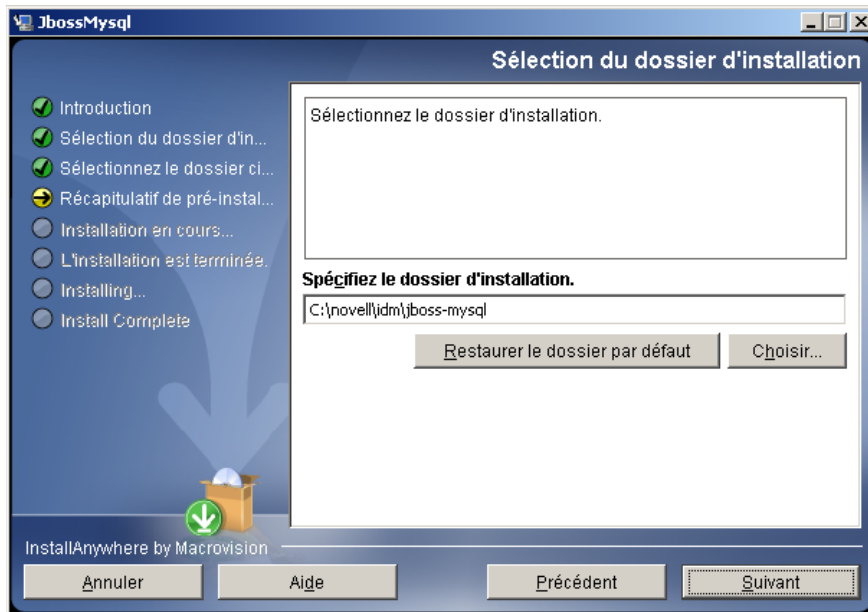 JbossMysql
Sélection du dossier d'installation
Introduction
Sélection du dossier d'in...
Sélectionnez le dossier ci...
Récapitulatif de pré-instal...
Installation en cours...
L'installation est terminée.
Installing...
Install Complete
Sélectionnez le dossier d'installation.
Spécifiez le dossier d'installation.
C:\novell\idm\jboss-mysql
Restaurer le dossier par défaut
Choisir...
InstallAnywhere by Macrovision
Annuler
Aide
Précédent
Suivant